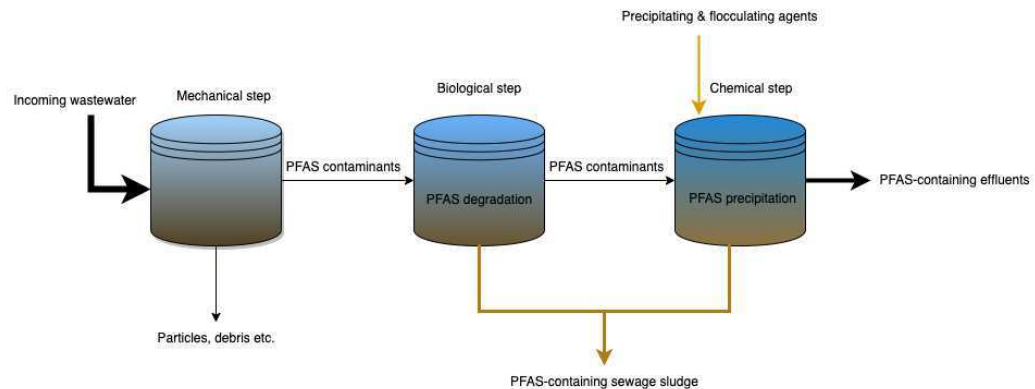 Precipitating & flocculating agents
Incoming wastewater
Mechanical step
Biological step
Chemical step
PFAS contaminants
PFAS degradation
PFAS contaminants
PFAS precipitation
PFAS-containing effluents
Particles, debris etc.
PFAS-containing sewage sludge